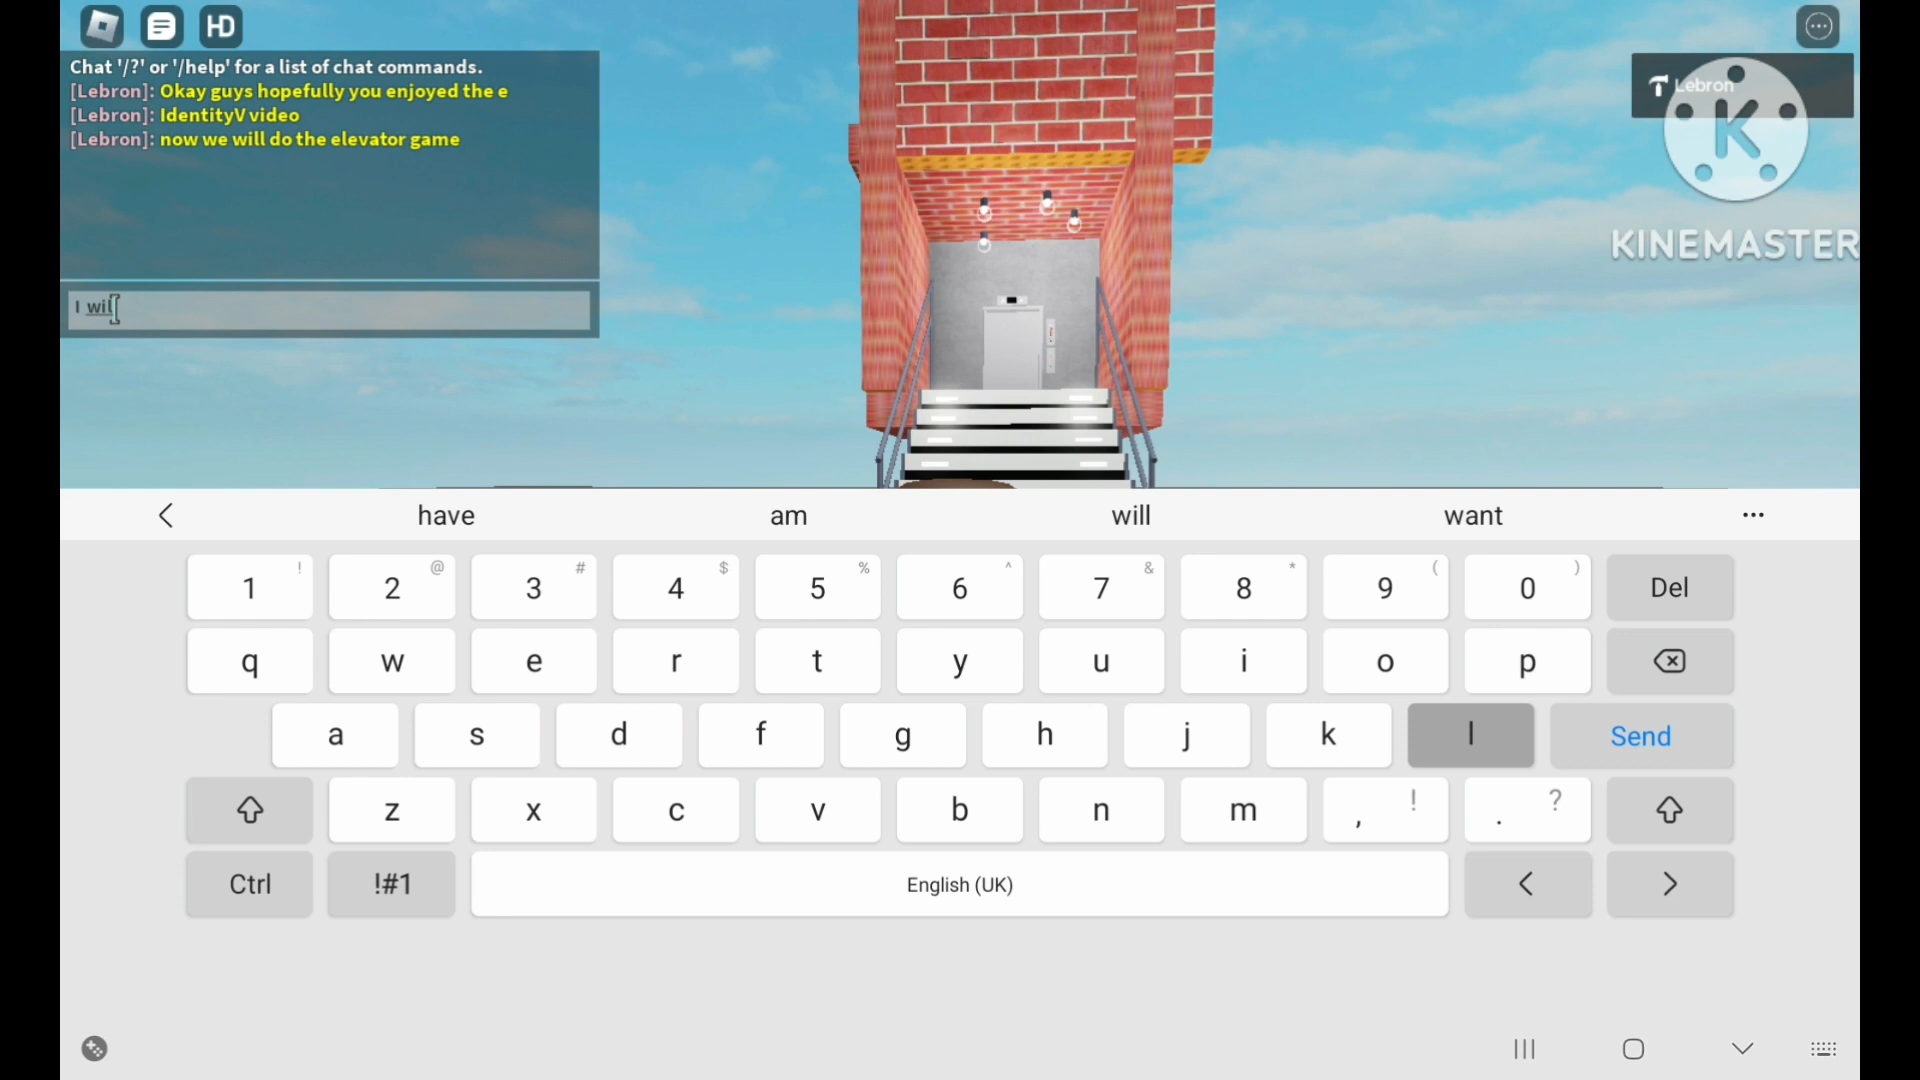 HD
Chat '/?' or '/help' for a list of chat commands.
[Lebron]: Okay guys hopefully you enjoyed the e
[Lebron]: IdentityV video
[Lebron]: now we will do the elevator game
I wil
Lebron
K
KINEMASTER
have am will want
1 ! 2 @ 3 # 4 $ 5 % 6 ^ 7 & 8 * 9 ( 0 ) Del
q w e r t y u i o p
a s d f g h j k l Send
z x c v b n m , ! . ?
Ctrl !#1 English (UK) < >